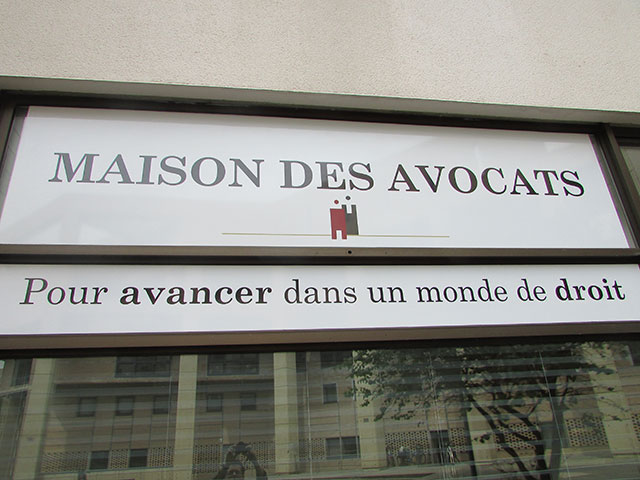 MAISON DES AVOCATS
Pour avancer dans un monde de droit